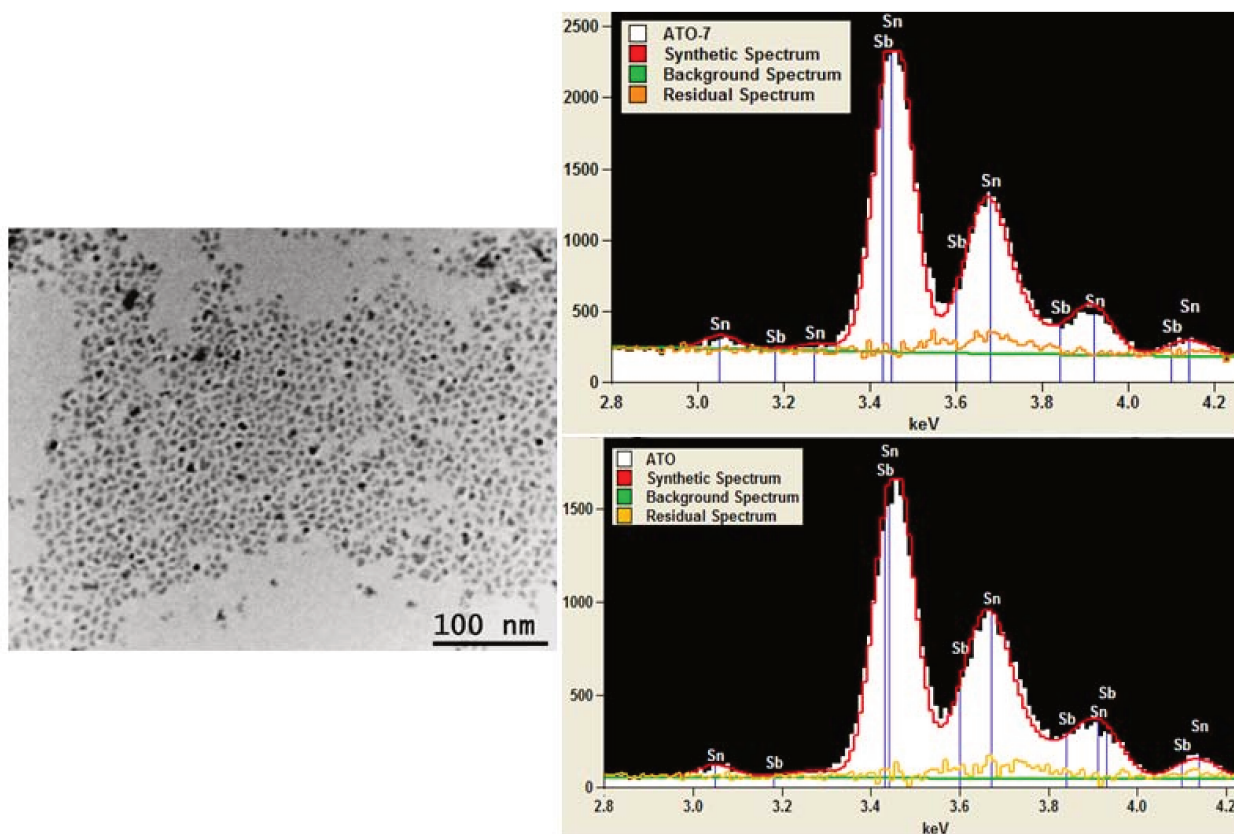 100 nm
ATO-7
Synthetic Spectrum
Background Spectrum
Residual Spectrum
2500
2000
1500
1000
500
0
Sn
Sb
Sn
Sb
Sn
Sb
Sn
Sb
Sn
Sn
Sb
2.8 3.0 3.2 3.4 3.6 3.8 4.0 4.2
keV
ATO
Synthetic Spectrum
Background Spectrum
Residual Spectrum
1500
1000
500
0
Sn
Sb
Sn
Sb
Sb
Sb
Sn
Sn
Sb
Sn
Sb
2.8 3.0 3.2 3.4 3.6 3.8 4.0 4.2
keV